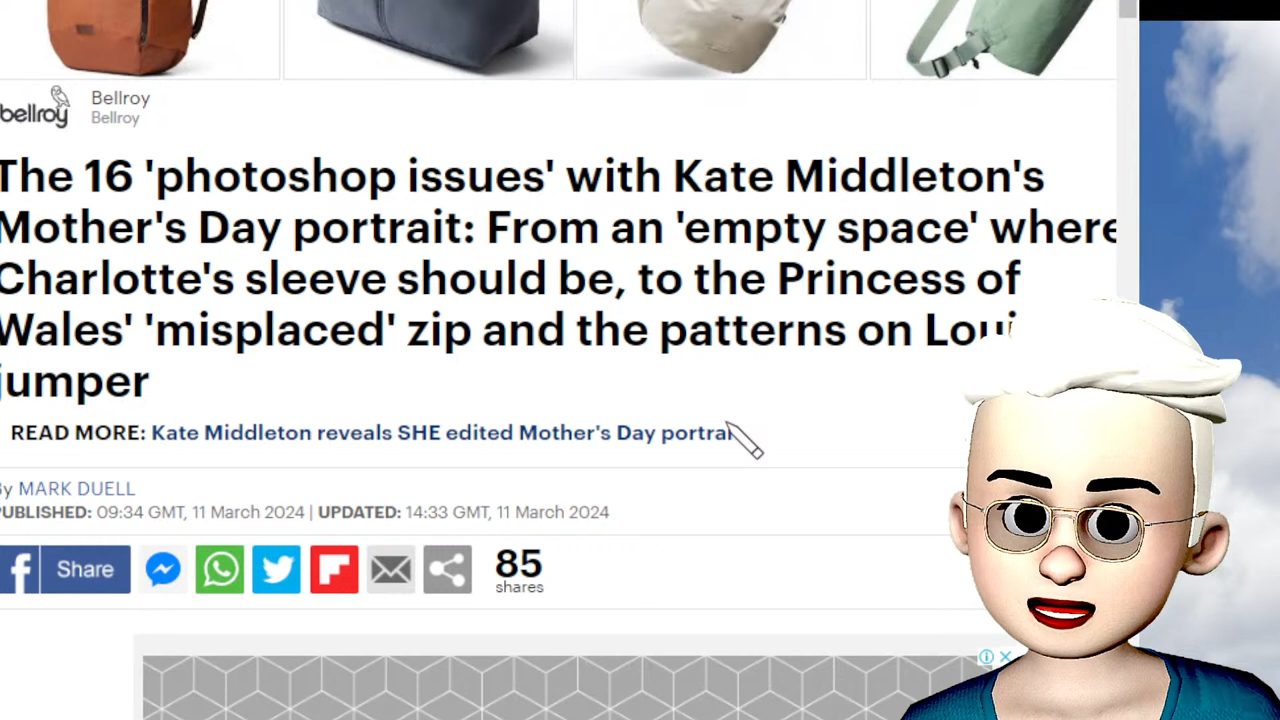 bellroy
Bellroy
Bellroy
The 16 'photoshop issues' with Kate Middleton's
Mother's Day portrait: From an 'empty space' where
Charlotte's sleeve should be, to the Princess of
Wales' 'misplaced' zip and the patterns on
jumper
READ MORE: Kate Middleton reveals SHE edited Mother's Day
By MARK DUELL
PUBLISHED: 09:34 GMT, 11 March 2024 | UPDATED: 14:33 GMT, 11 March 2024
Share
85
shares